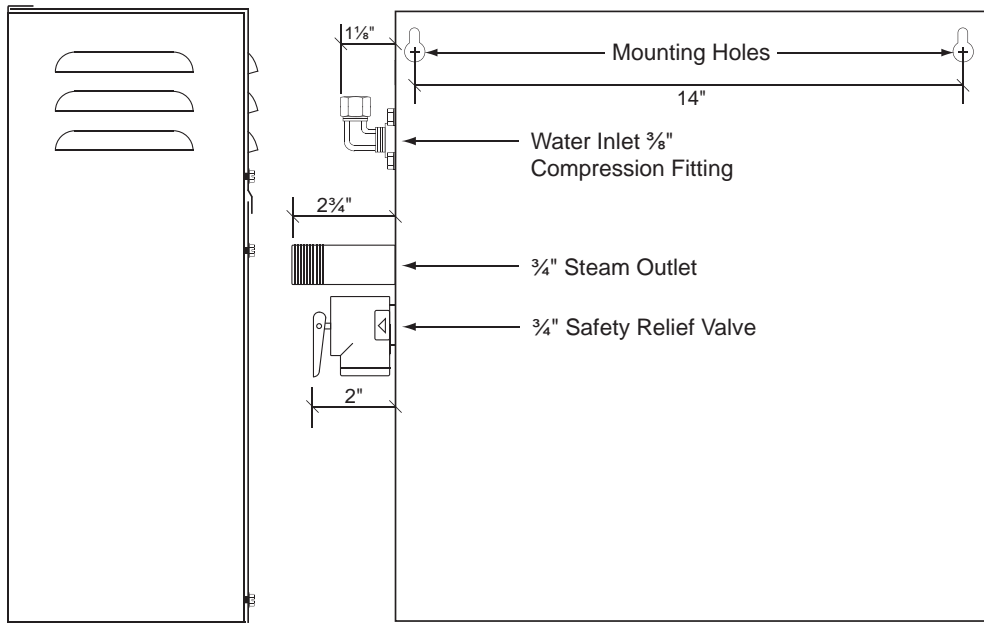 1⅛"
Mounting Holes
14"
Water Inlet ⅜"
Compression Fitting
2¾"
¾" Steam Outlet
¾" Safety Relief Valve
2"